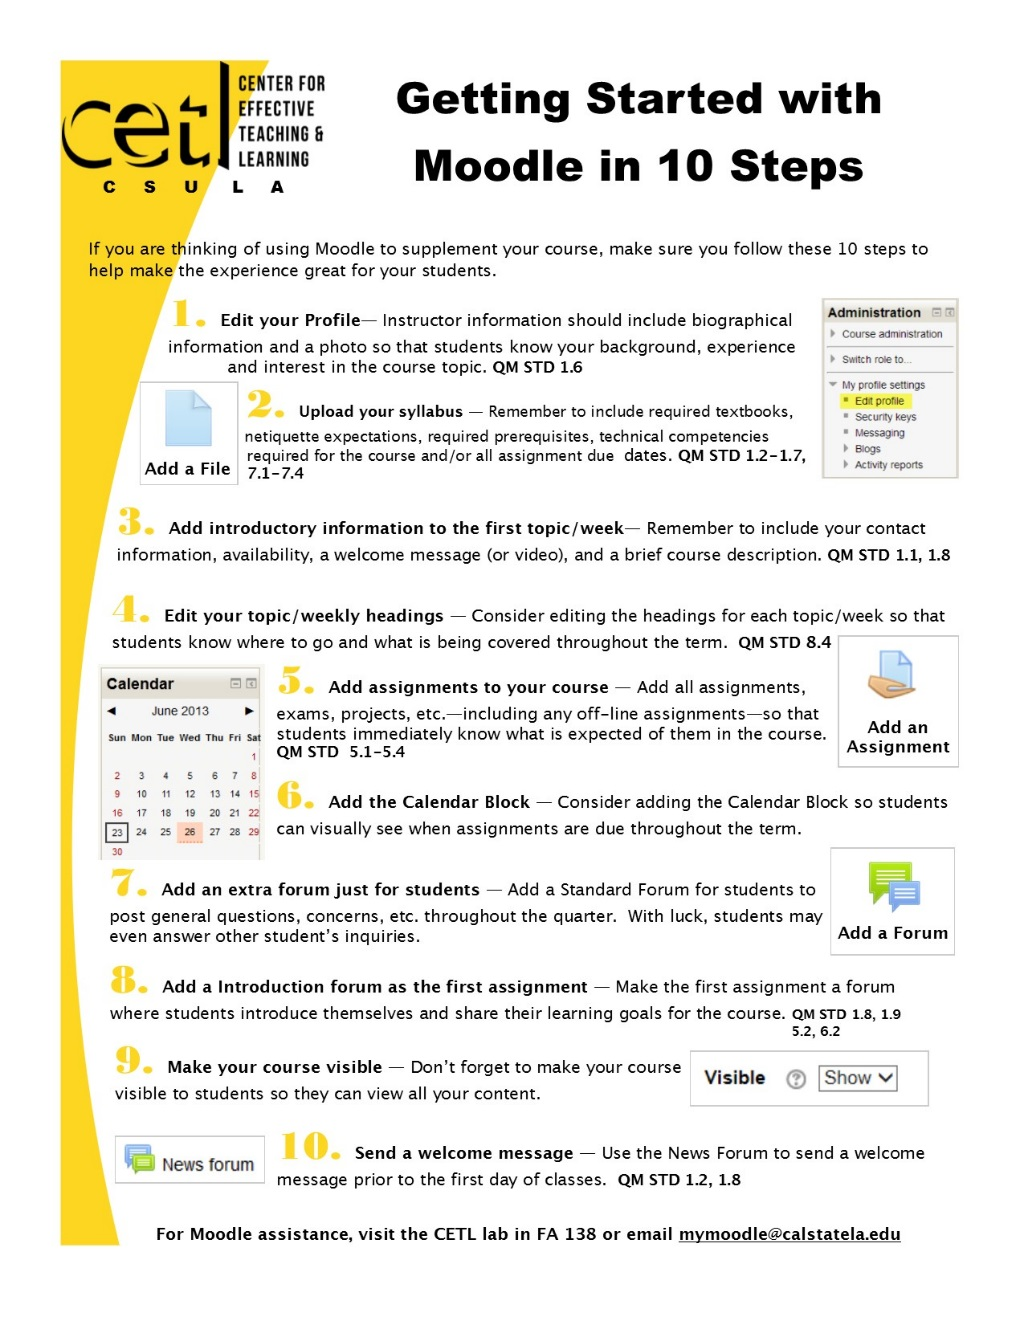 cetl
CENTER FOR
EFFECTIVE
TEACHING &
LEARNING
C S U L A
Getting Started with
Moodle in 10 Steps
If you are thinking of using Moodle to supplement your course, make sure you follow these 10 steps to
help make the experience great for your students.
1. Edit your Profile— Instructor information should include biographical
information and a photo so that students know your background, experience
and interest in the course topic. QM STD 1.6
Administration
Course administration
Switch role to...
My profile settings
Edit profile
Security keys
Messaging
Blogs
Activity reports
Add a File
2. Upload your syllabus — Remember to include required textbooks,
netiquette expectations, required prerequisites, technical competencies
required for the course and/or all assignment due dates. QM STD 1.2-1.7,
7.1-7.4
3. Add introductory information to the first topic/week— Remember to include your contact
information, availability, a welcome message (or video), and a brief course description. QM STD 1.1, 1.8
4. Edit your topic/weekly headings — Consider editing the headings for each topic/week so that
students know where to go and what is being covered throughout the term. QM STD 8.4
Calendar
June 2013
Sun Mon Tue Wed Thu Fri Sat
1
2 3 4 5 6 7 8
9 10 11 12 13 14 15
16 17 18 19 20 21 22
23 24 25 26 27 28 29
30
5. Add assignments to your course — Add all assignments,
exams, projects, etc.—including any off-line assignments—so that
students immediately know what is expected of them in the course.
QM STD 5.1-5.4
Add an
Assignment
6. Add the Calendar Block — Consider adding the Calendar Block so students
can visually see when assignments are due throughout the term.
7. Add an extra forum just for students — Add a Standard Forum for students to
post general questions, concerns, etc. throughout the quarter. With luck, students may
even answer other student's inquiries.
Add a Forum
8. Add a Introduction forum as the first assignment — Make the first assignment a forum
where students introduce themselves and share their learning goals for the course. QM STD 1.8, 1.9
5.2, 6.2
9. Make your course visible — Don't forget to make your course
visible to students so they can view all your content.
Visible ? Show
News forum
10. Send a welcome message — Use the News Forum to send a welcome
message prior to the first day of classes. QM STD 1.2, 1.8
For Moodle assistance, visit the CETL lab in FA 138 or email mymoodle@calstatela.edu